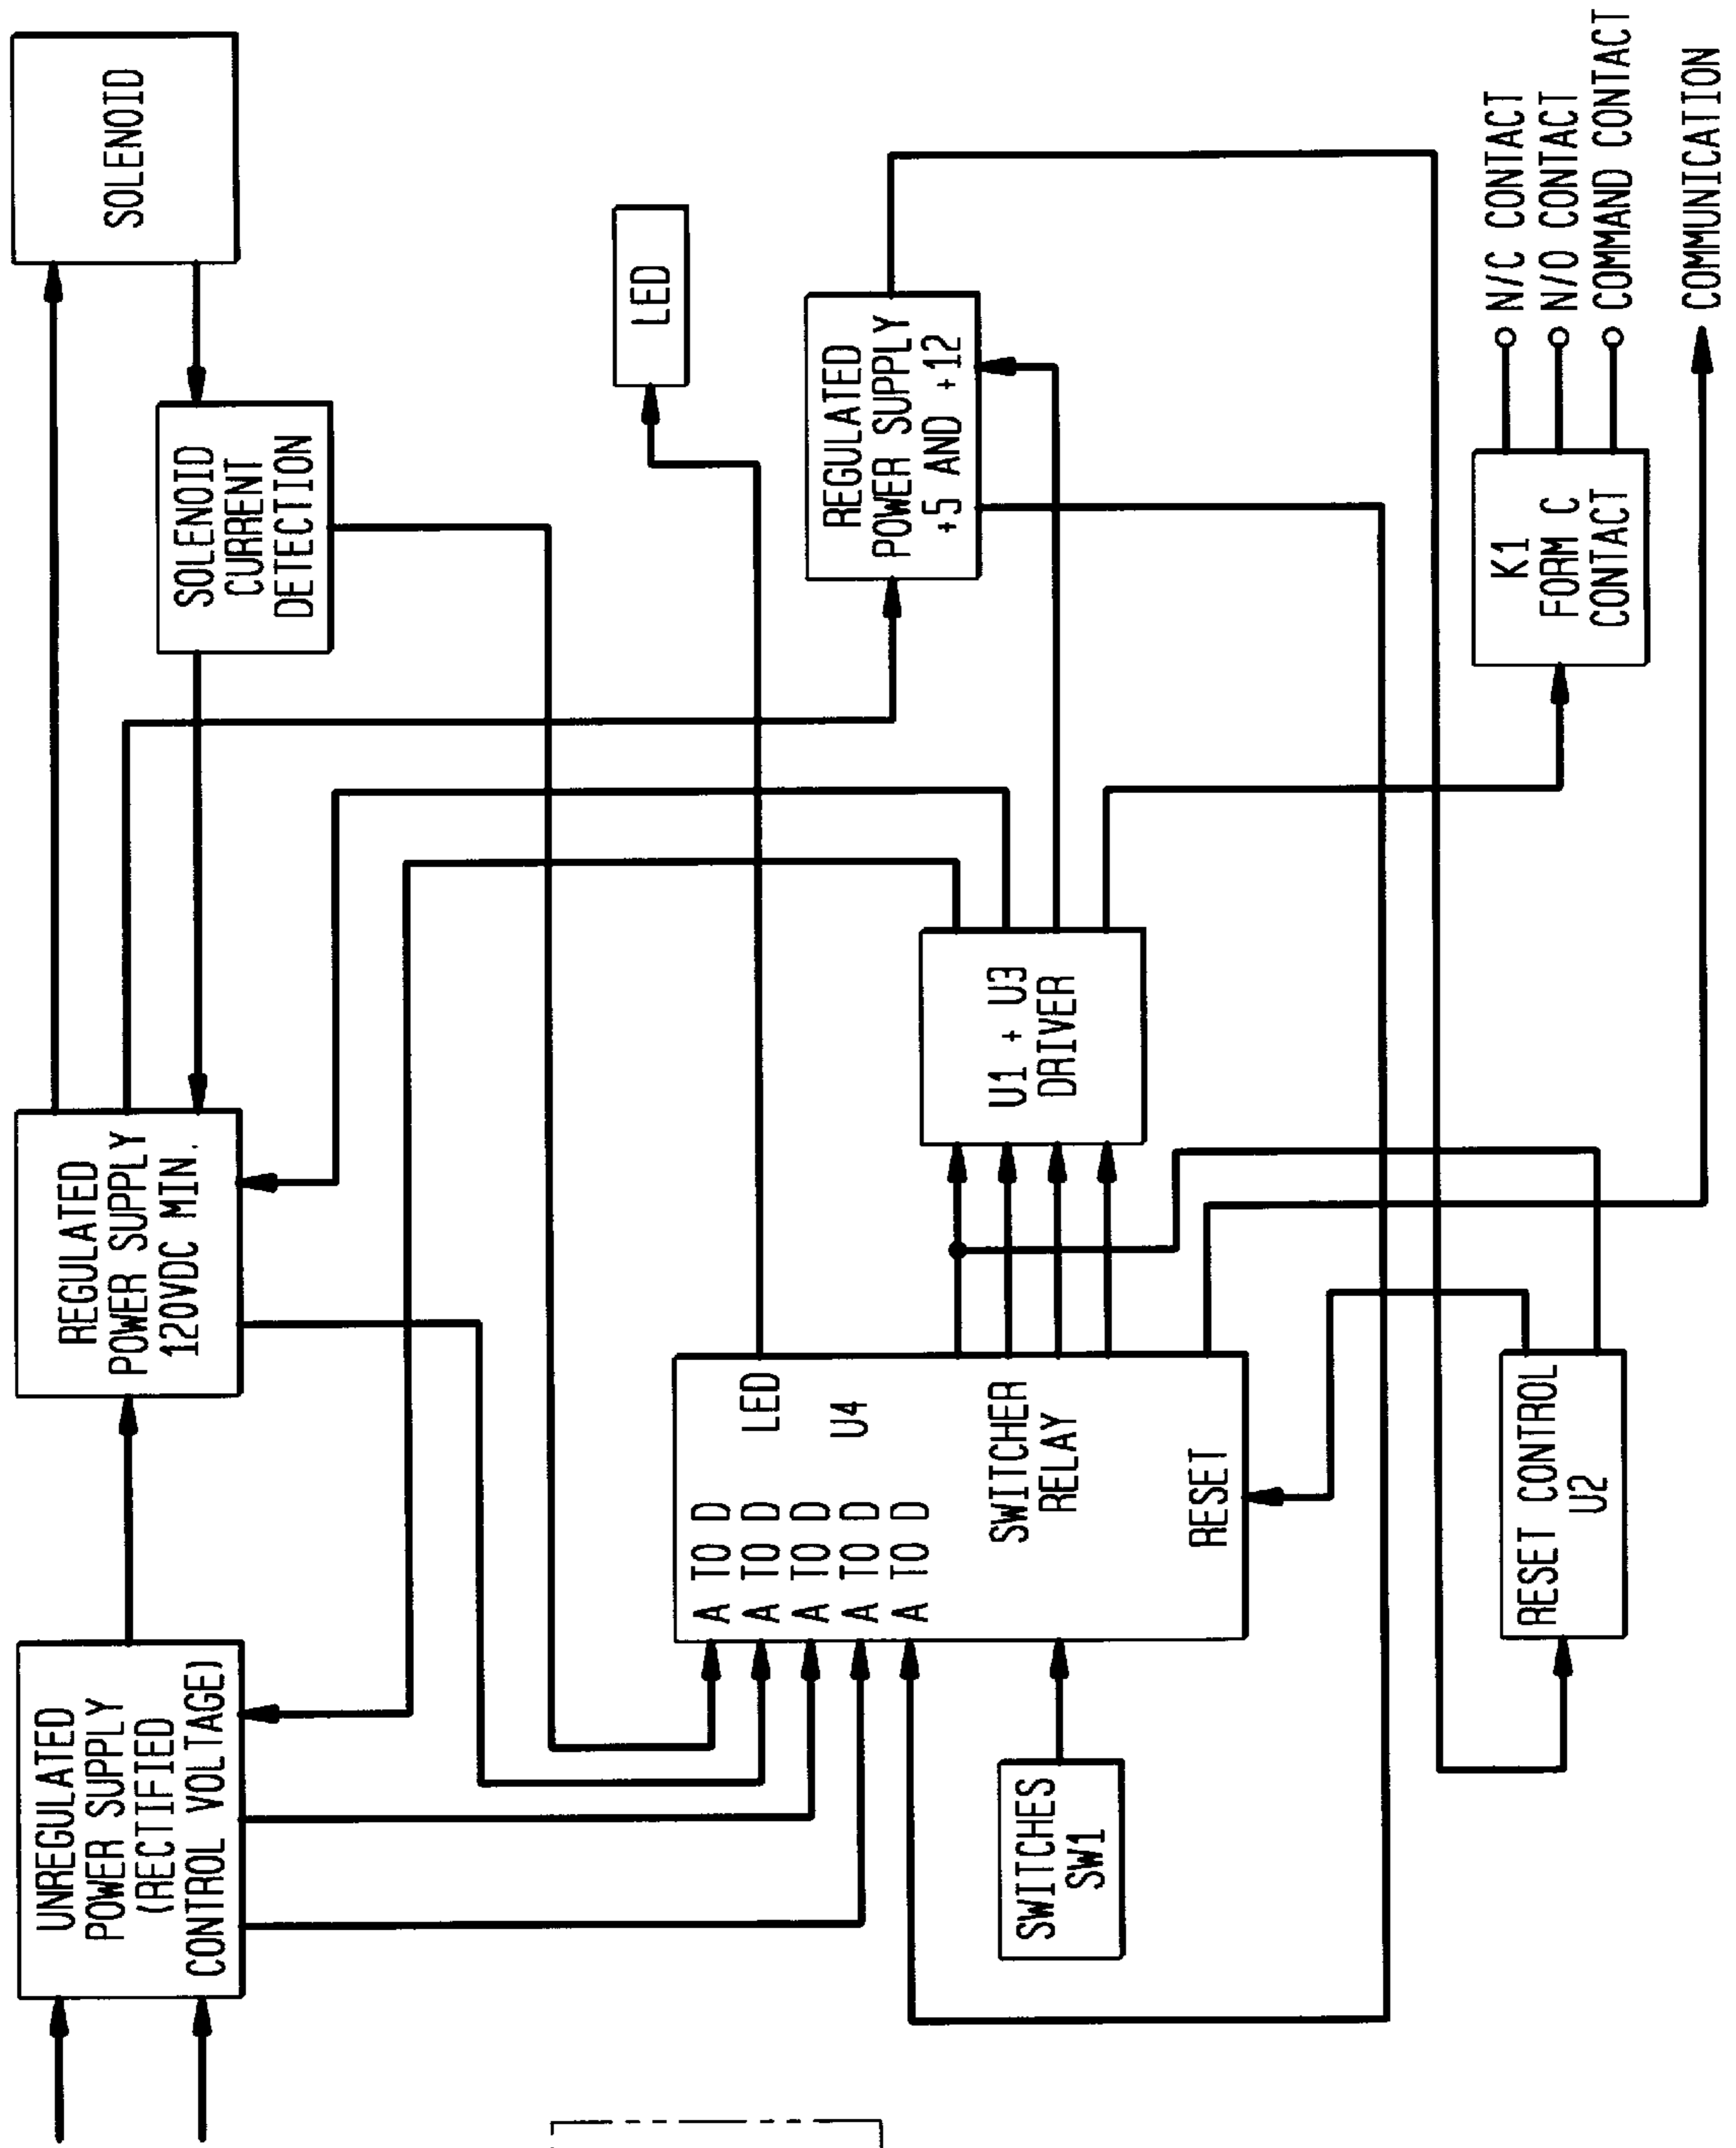 UNREGULATED
POWER SUPPLY
(RECTIFIED
CONTROL VOLTAGE)
REGULATED
POWER SUPPLY
120VDC MIN.
SOLENOID
SOLENOID
CURRENT
DETECTION
LED
A TO D
A TO D
A TO D
A TO D
A TO D
LED
U4
SWITCHER
RELAY
RESET
U1 + U3
DRIVER
REGULATED
POWER SUPPLY
+5 AND +12
SWITCHES
SW1
RESET CONTROL
U2
K1
FORM C
CONTACT
N/C CONTACT
N/O CONTACT
COMMAND CONTACT
COMMUNICATION